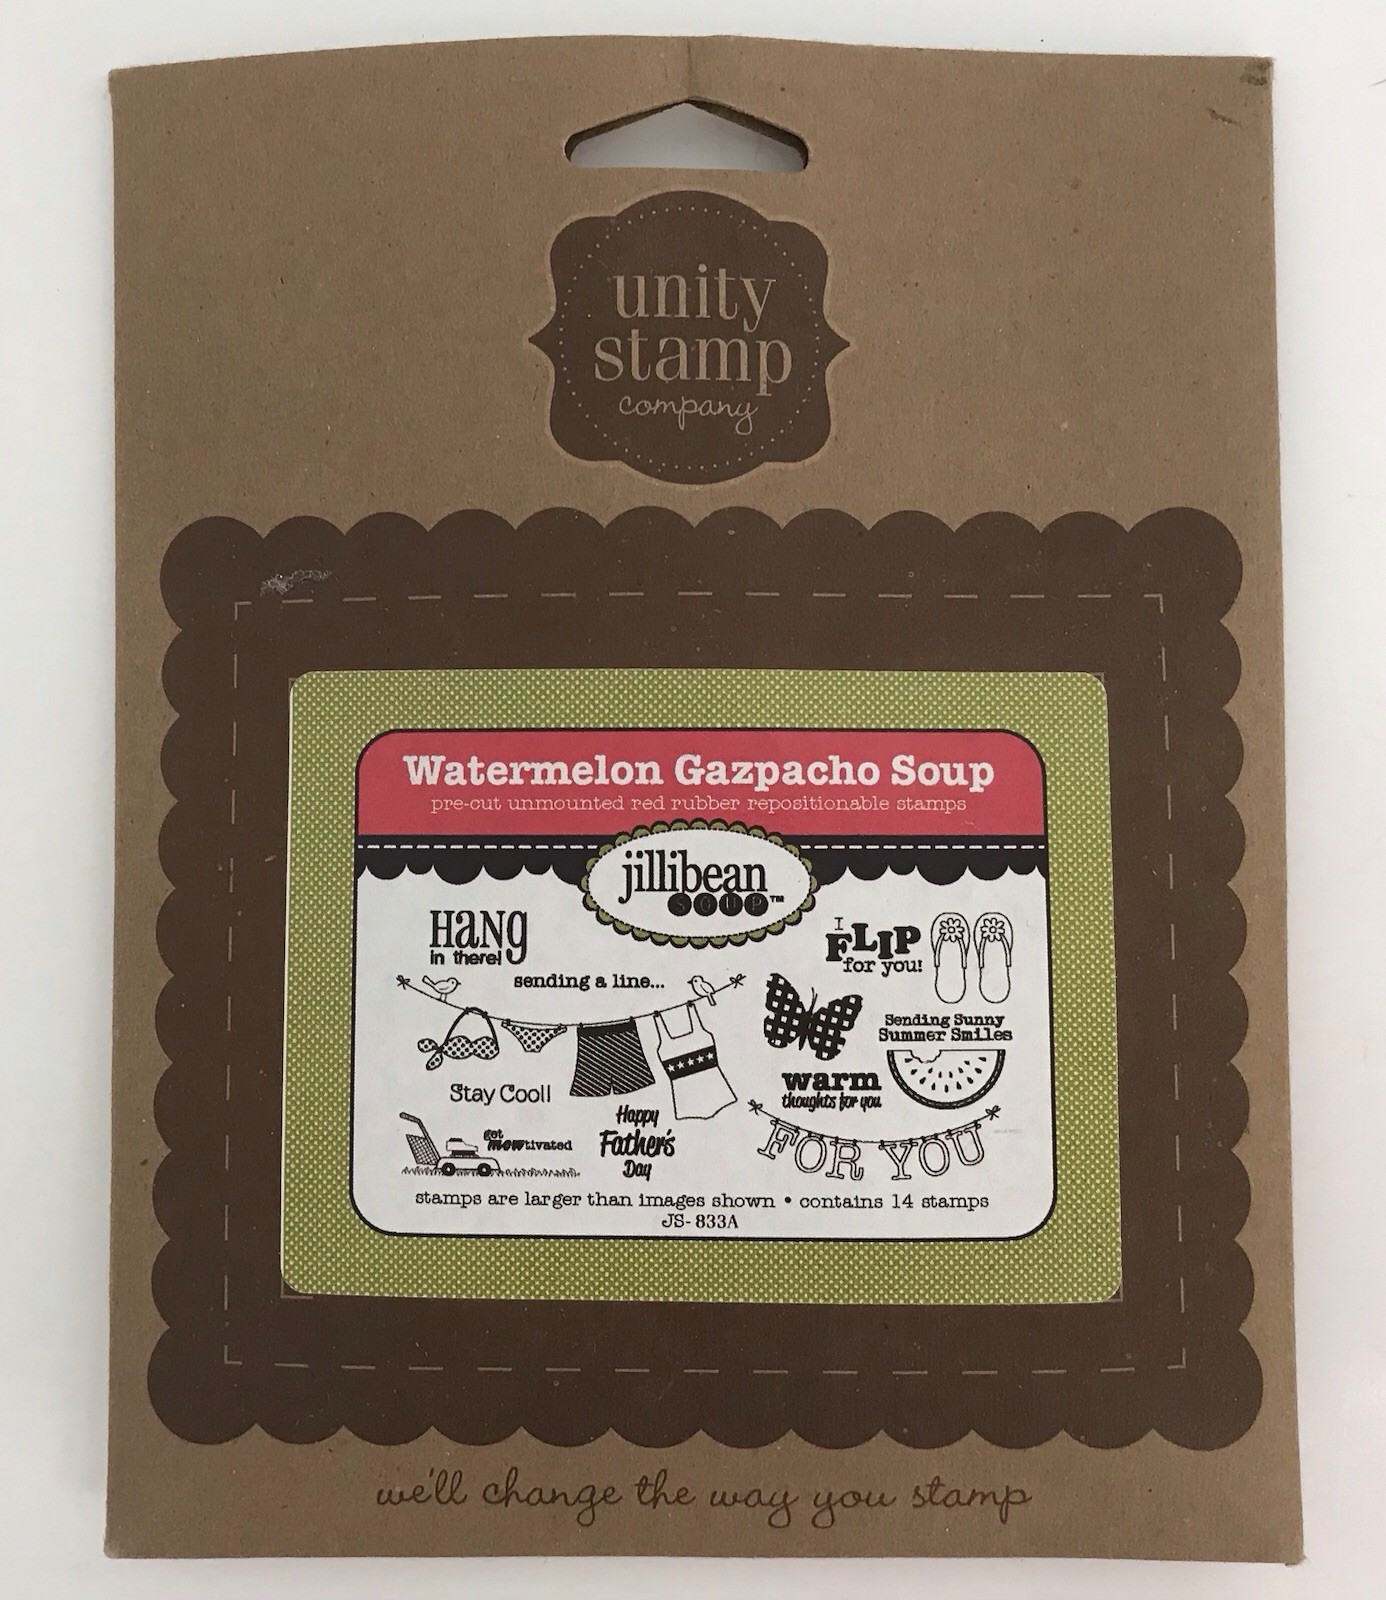 unity
stamp
company
Watermelon Gazpacho Soup
pre-cut unmounted red rubber repositionable stamps
jillibean
SOUP™
HANg
in there!
sending a line...
I
FLIP
for you!
Sending Sunny
Summer Smiles
Stay Cool!
warm
thoughts for you
get
mowtivated
Happy
Father's
Day
FOR YOU
stamps are larger than images shown • contains 14 stamps
JS-833A
we'll change the way you stamp